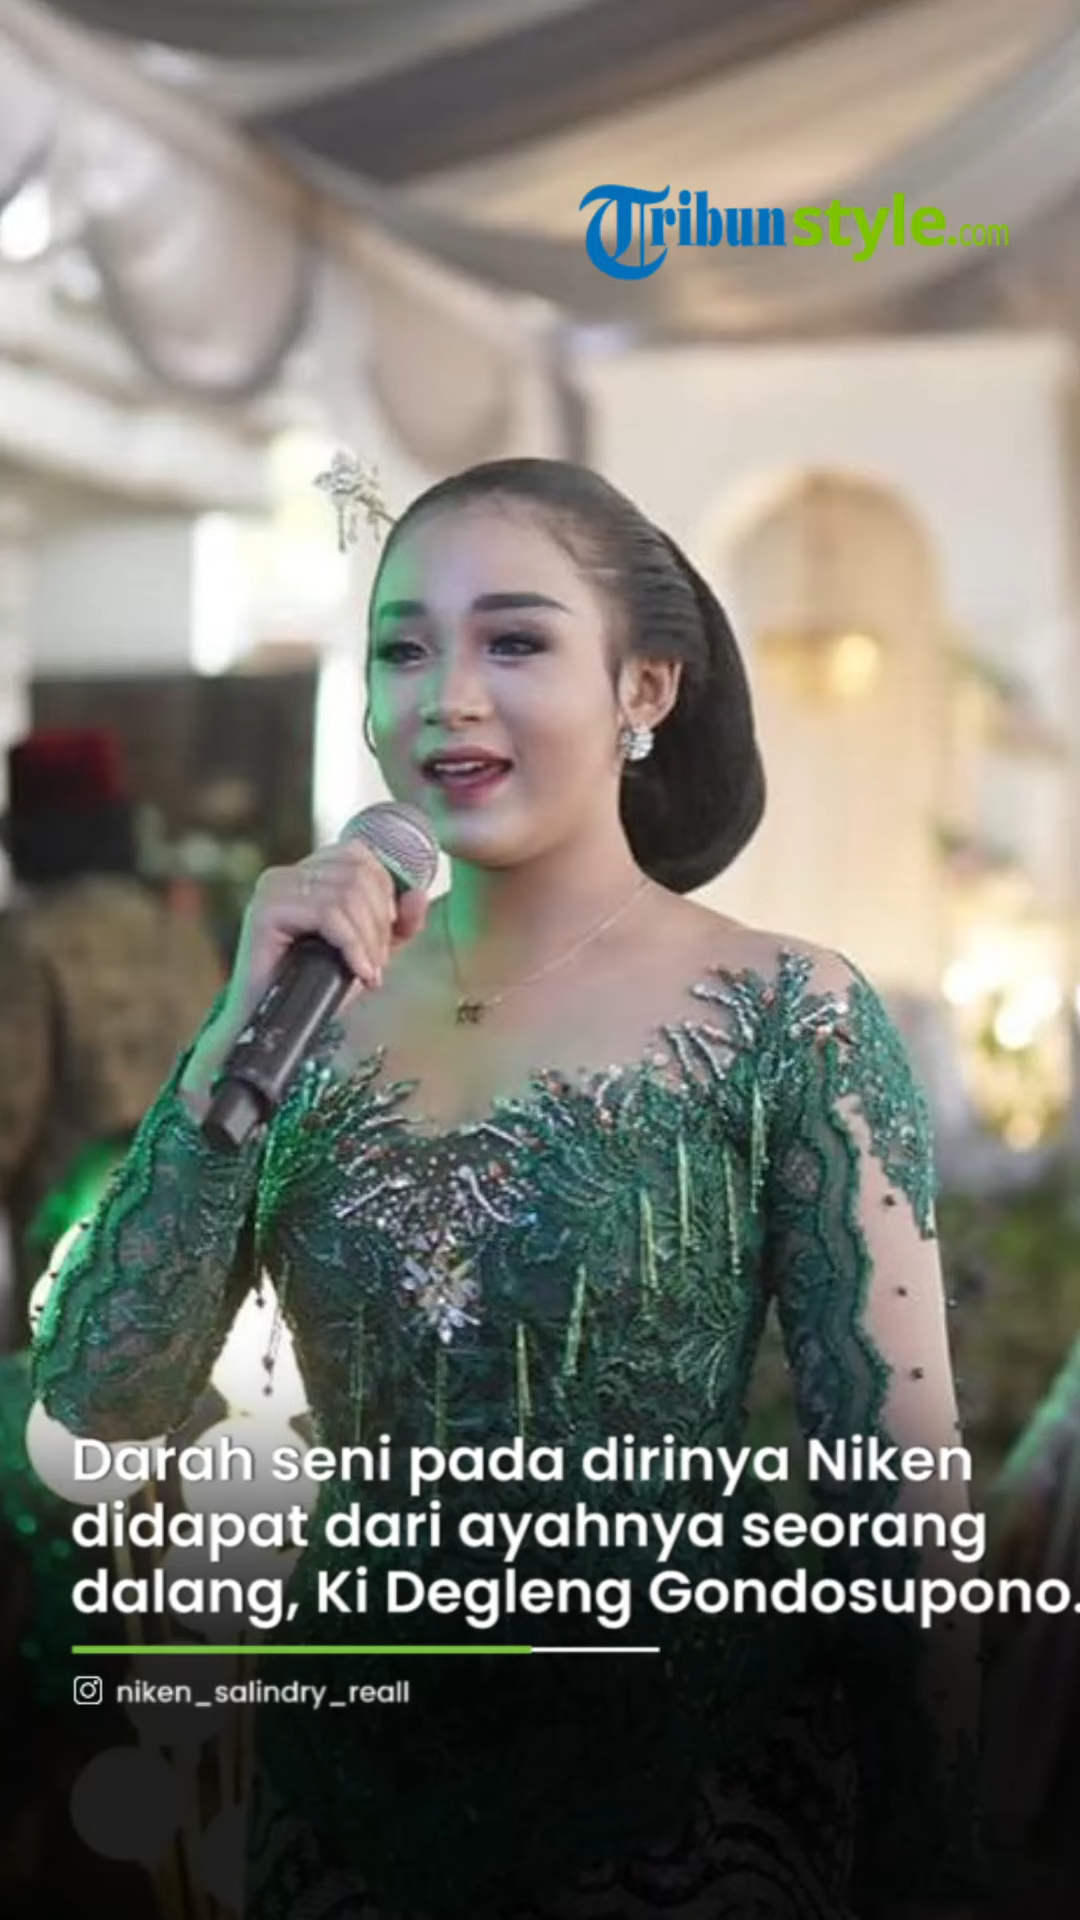 Tribunstyle.com
Darah seni pada dirinya Niken
didapat dari ayahnya seorang
dalang, Ki Degleng Gondosupono.
niken_salindry_reall